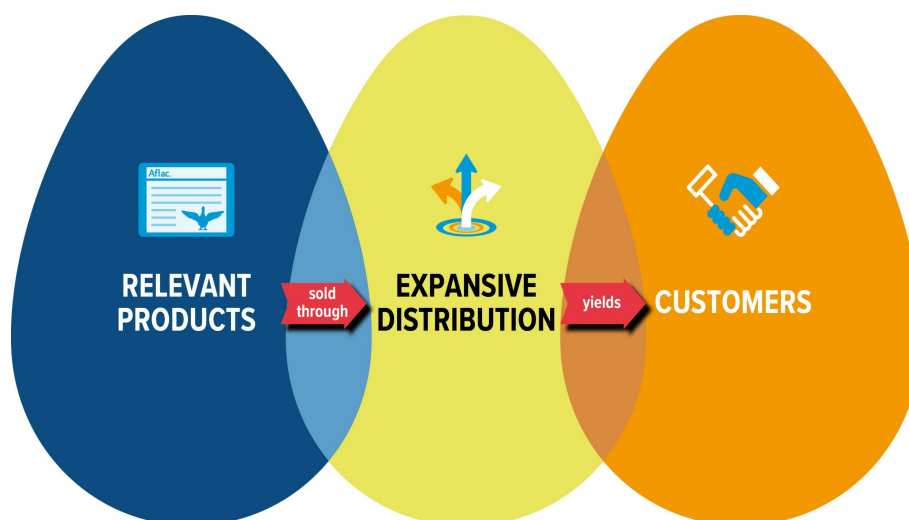 Aflac
RELEVANT
PRODUCTS
sold
through
EXPANSIVE
DISTRIBUTION
yields
CUSTOMERS